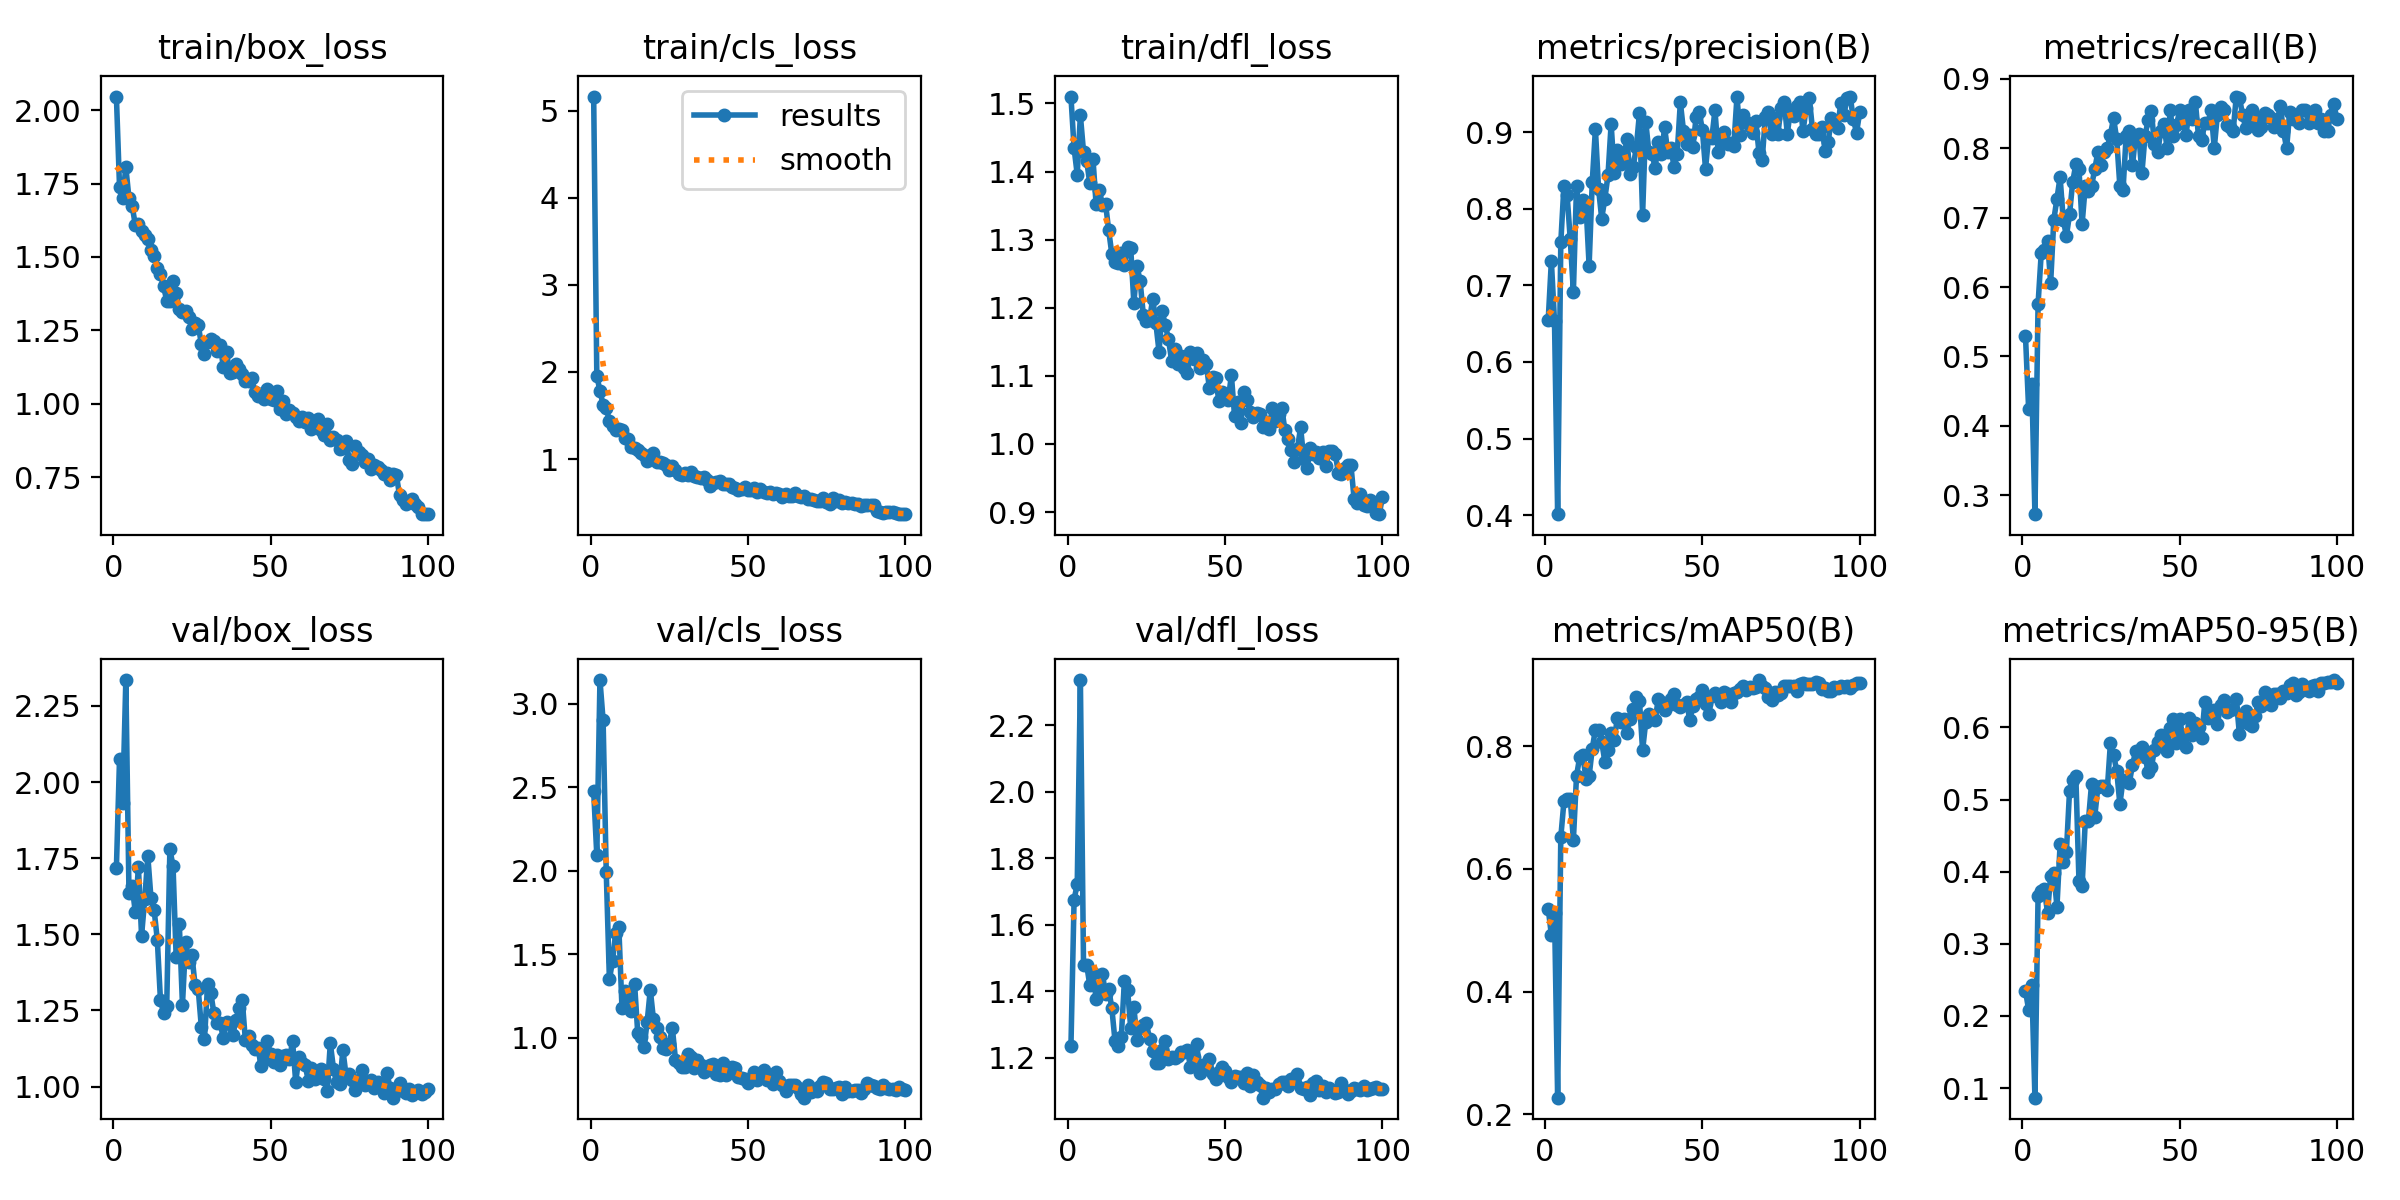 train/box_loss
2.00
1.75
1.50
1.25
1.00
0.75
0 50 100
train/cls_loss
results
smooth
5
4
3
2
1
0 50 100
train/dfl_loss
1.5
1.4
1.3
1.2
1.1
1.0
0.9
0 50 100
metrics/precision(B)
0.9
0.8
0.7
0.6
0.5
0.4
0 50 100
metrics/recall(B)
0.9
0.8
0.7
0.6
0.5
0.4
0.3
0 50 100
val/box_loss
2.25
2.00
1.75
1.50
1.25
1.00
0 50 100
val/cls_loss
3.0
2.5
2.0
1.5
1.0
0 50 100
val/dfl_loss
2.2
2.0
1.8
1.6
1.4
1.2
0 50 100
metrics/mAP50(B)
0.8
0.6
0.4
0.2
0 50 100
metrics/mAP50-95(B)
0.6
0.5
0.4
0.3
0.2
0.1
0 50 100